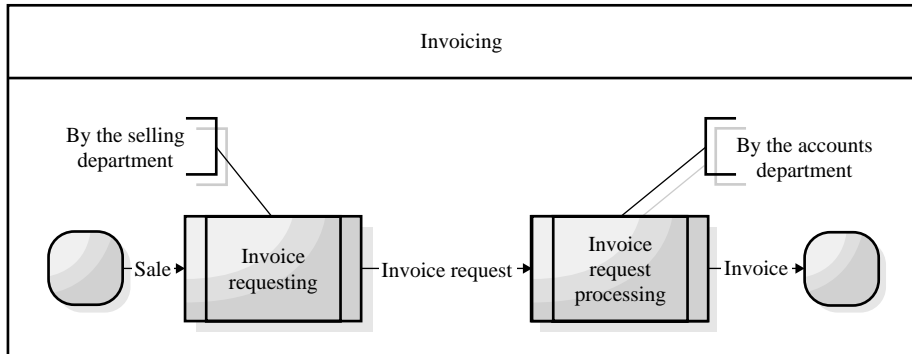 Invoicing
By the selling
department
By the accounts
department
Sale
Invoice
requesting
Invoice request
Invoice
request
processing
Invoice